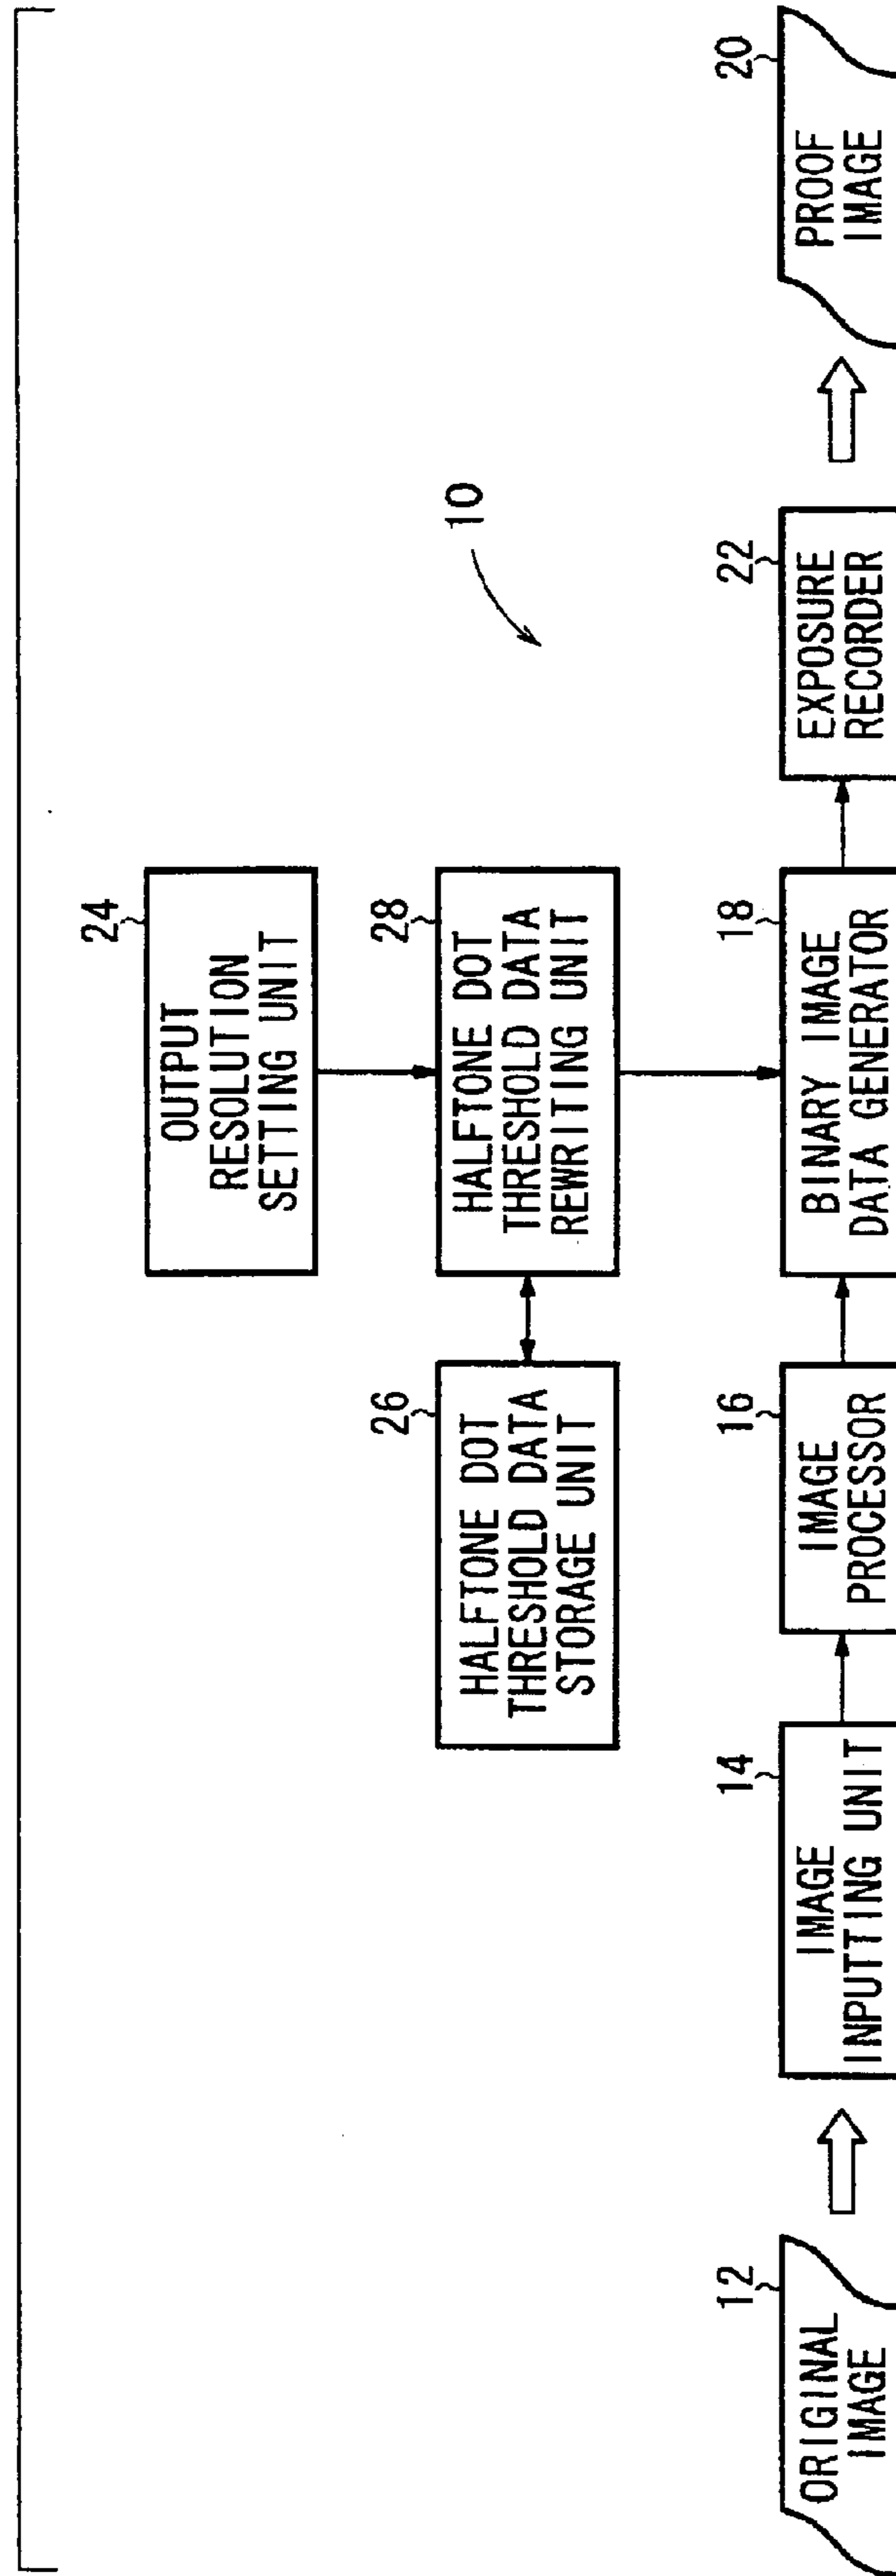 24
OUTPUT
RESOLUTION
SETTING UNIT
10
26
HALFTONE DOT
THRESHOLD DATA
STORAGE UNIT
28
HALFTONE DOT
THRESHOLD DATA
REWRITING UNIT
12
ORIGINAL
IMAGE
14
IMAGE
INPUTTING UNIT
16
IMAGE
PROCESSOR
18
BINARY IMAGE
DATA GENERATOR
22
EXPOSURE
RECORDER
20
PROOF
IMAGE